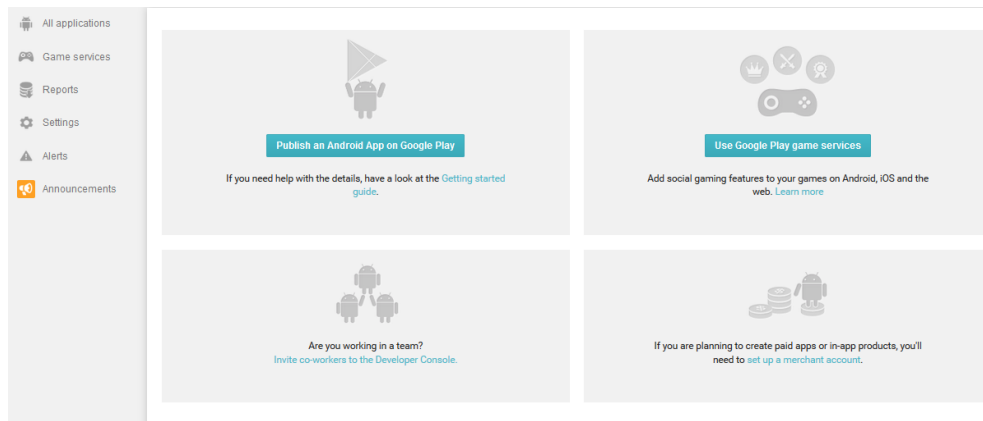 All applications
Game services
Reports
Settings
Alerts
Announcements
Publish an Android App on Google Play
If you need help with the details, have a look at the Getting started
guide.
Use Google Play game services
Add social gaming features to your games on Android, iOS and the
web. Learn more
Are you working in a team?
Invite co-workers to the Developer Console.
If you are planning to create paid apps or in-app products, you'll
need to set up a merchant account.